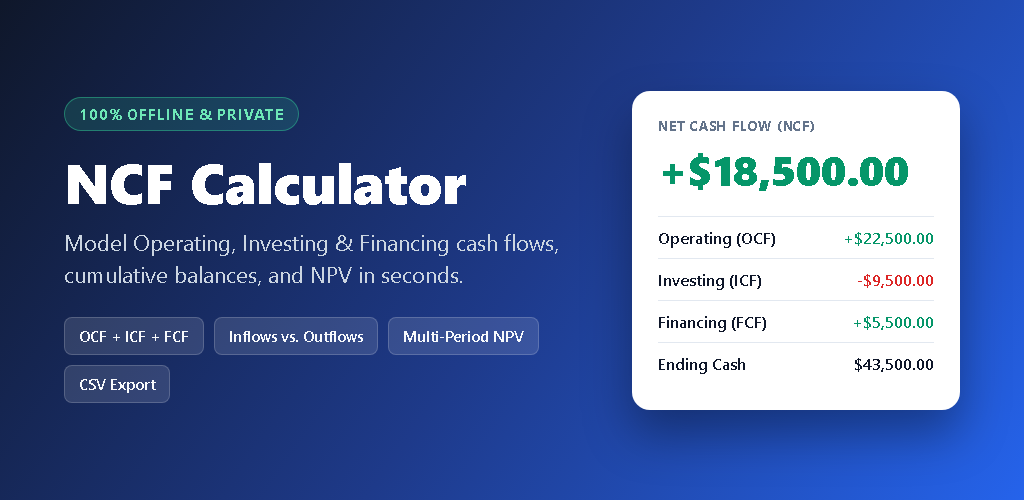 100% OFFLINE & PRIVATE
NCF Calculator
Model Operating, Investing & Financing cash flows,
cumulative balances, and NPV in seconds.
OCF + ICF + FCF
Inflows vs. Outflows
Multi-Period NPV
CSV Export
NET CASH FLOW (NCF)
+$18,500.00
Operating (OCF) +$22,500.00
Investing (ICF) -$9,500.00
Financing (FCF) +$5,500.00
Ending Cash $43,500.00